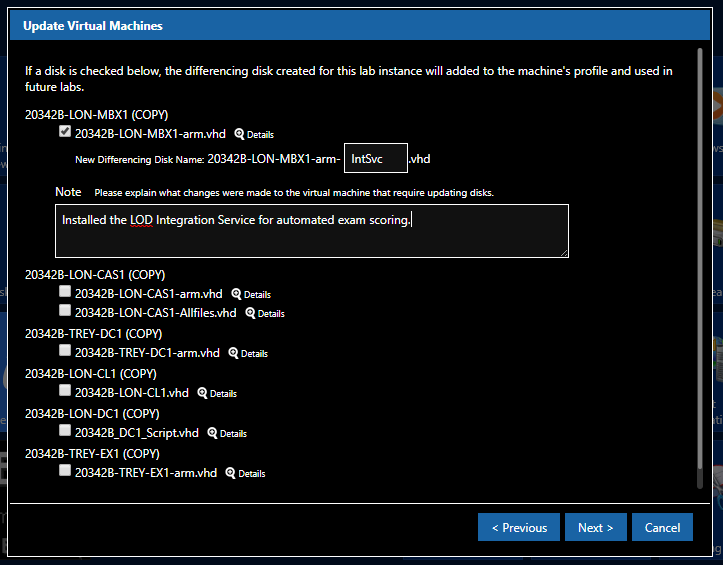 Update Virtual Machines
If a disk is checked below, the differencing disk created for this lab instance will added to the machine's profile and used in
future labs.
20342B-LON-MBX1 (COPY)
20342B-LON-MBX1-arm.vhd Details
New Differencing Disk Name: 20342B-LON-MBX1-arm- IntSvc .vhd
Note Please explain what changes were made to the virtual machine that require updating disks.
Installed the LOD Integration Service for automated exam scoring.
20342B-LON-CAS1 (COPY)
20342B-LON-CAS1-arm.vhd Details
20342B-LON-CAS1-Allfiles.vhd Details
20342B-TREY-DC1 (COPY)
20342B-TREY-DC1-arm.vhd Details
20342B-LON-CL1 (COPY)
20342B-LON-CL1.vhd Details
20342B-LON-DC1 (COPY)
20342B_DC1_Script.vhd Details
20342B-TREY-EX1 (COPY)
20342B-TREY-EX1-arm.vhd Details
< Previous Next > Cancel